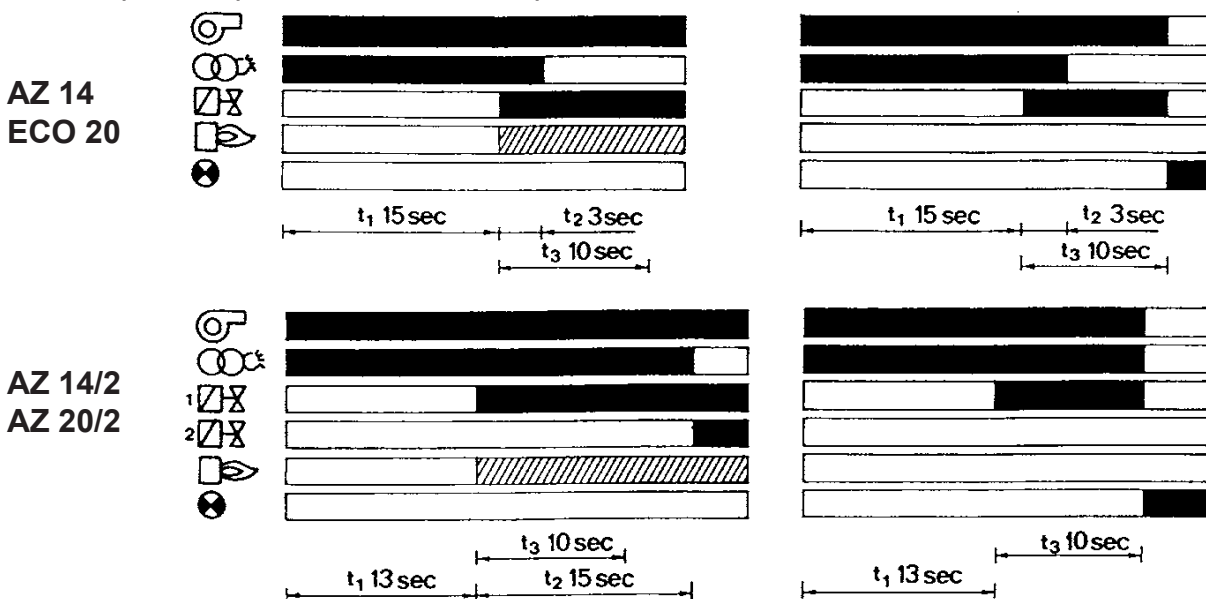 AZ 14
ECO 20
t₁ 15 sec
t₂ 3 sec
t₃ 10 sec
t₁ 15 sec
t₂ 3 sec
t₃ 10 sec
AZ 14/2
AZ 20/2
1
2
t₃ 10 sec
t₁ 13 sec
t₂ 15 sec
t₃ 10 sec
t₁ 13 sec